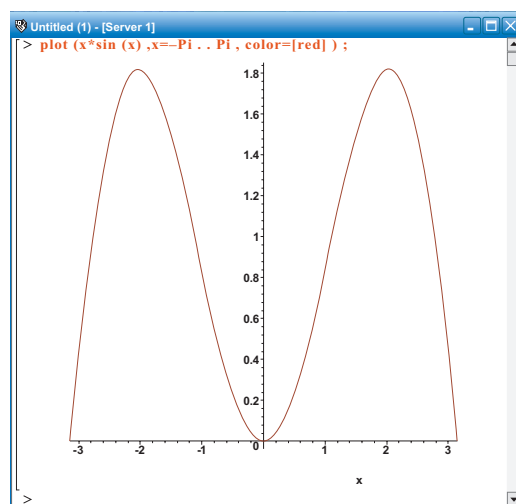 Untitled (1) - [Server 1]
> plot (x*sin (x) ,x=–Pi . . Pi , color=[red] ) ;
1.8
1.6
1.4
1.2
1
0.8
0.6
0.4
0.2
0
-3 -2 -1 1 2 3
x
>